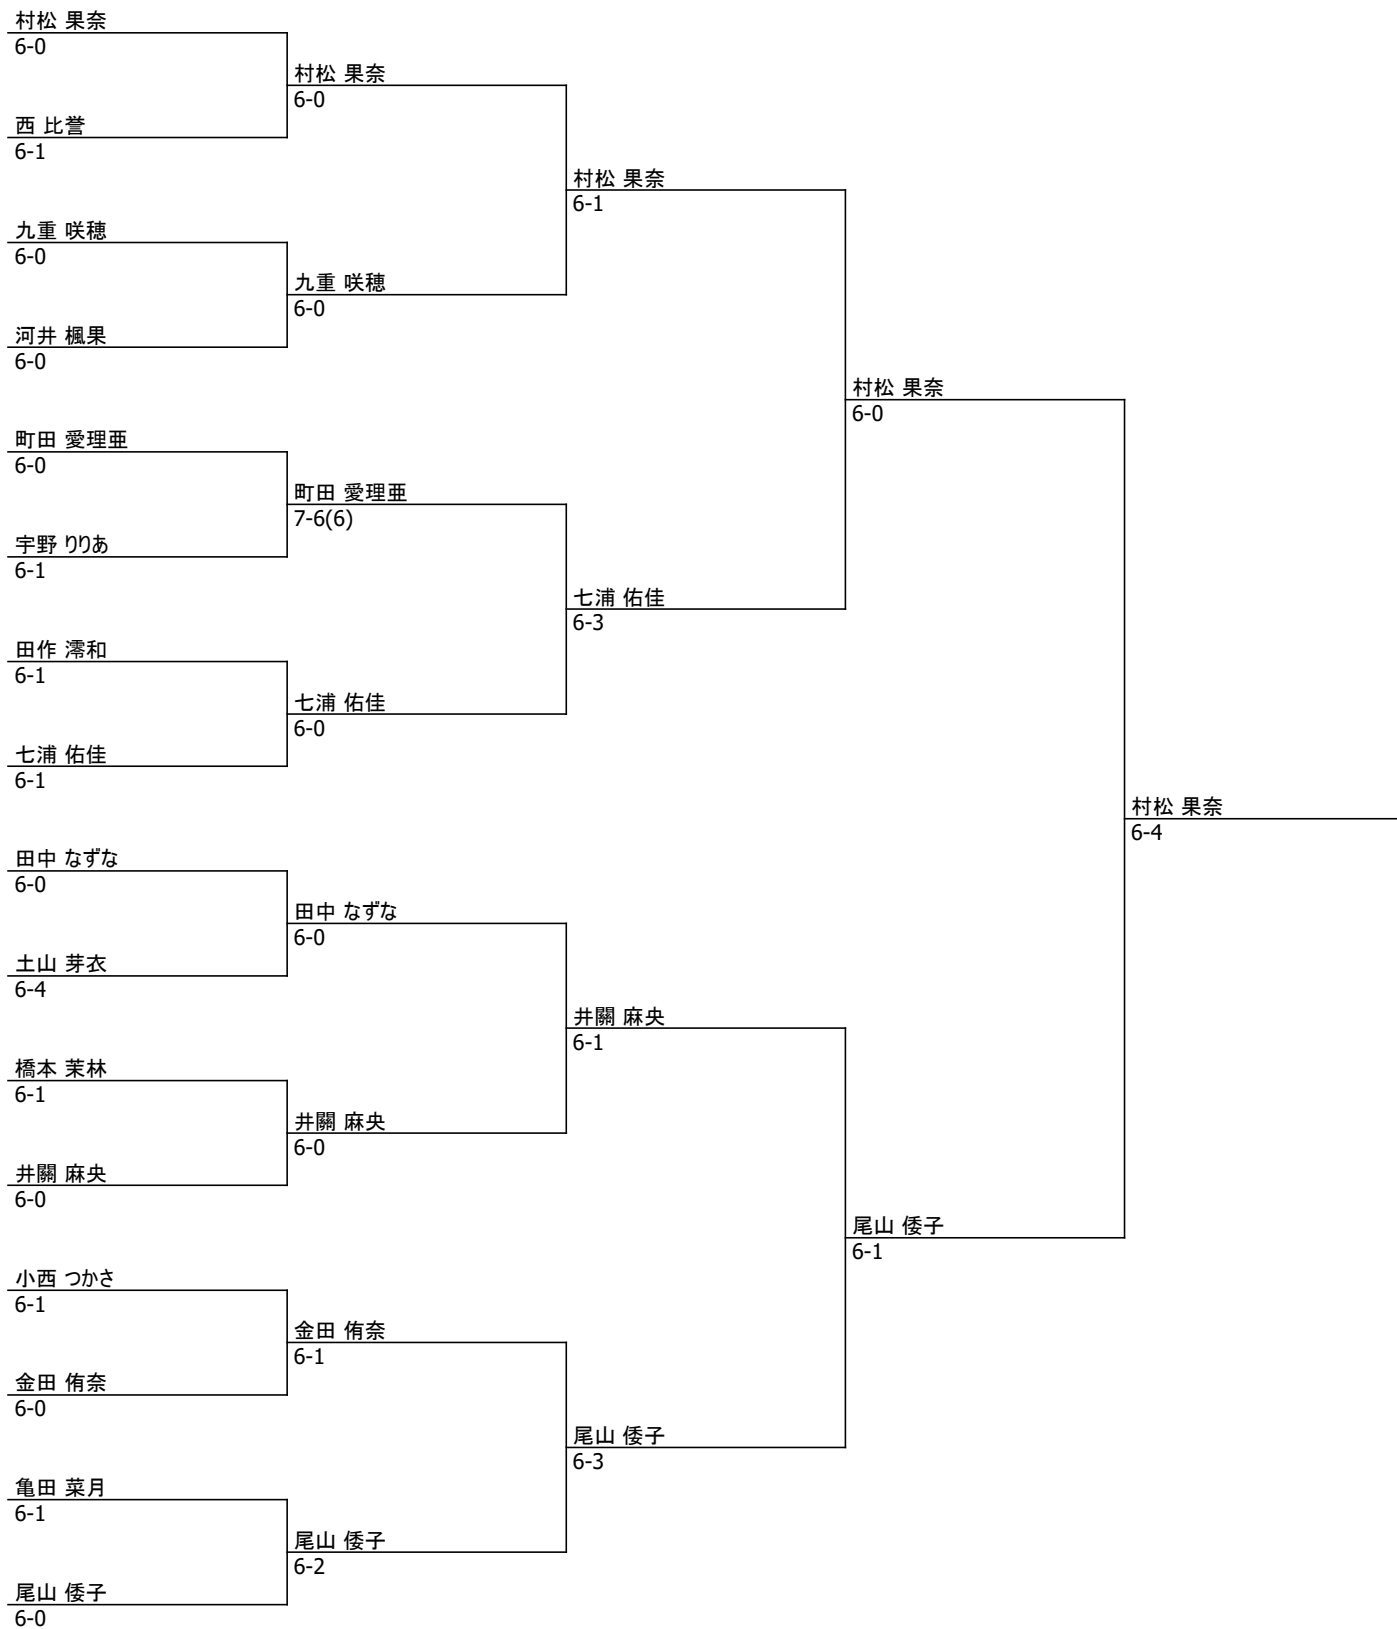 村松 果奈
6-0
村松 果奈
6-0
西 比誉
6-1
村松 果奈
6-1
九重 咲穂
6-0
九重 咲穂
6-0
河井 楓果
6-0
村松 果奈
6-0
町田 愛理亜
6-0
町田 愛理亜
7-6(6)
宇野 りりあ
6-1
七浦 佑佳
6-3
田作 澪和
6-1
七浦 佑佳
6-0
七浦 佑佳
6-1
村松 果奈
6-4
田中 なずな
6-0
田中 なずな
6-0
土山 芽衣
6-4
井關 麻央
6-1
橋本 茉林
6-1
井關 麻央
6-0
井關 麻央
6-0
尾山 倭子
6-1
小西 つかさ
6-1
金田 侑奈
6-1
金田 侑奈
6-0
尾山 倭子
6-3
亀田 菜月
6-1
尾山 倭子
6-2
尾山 倭子
6-0